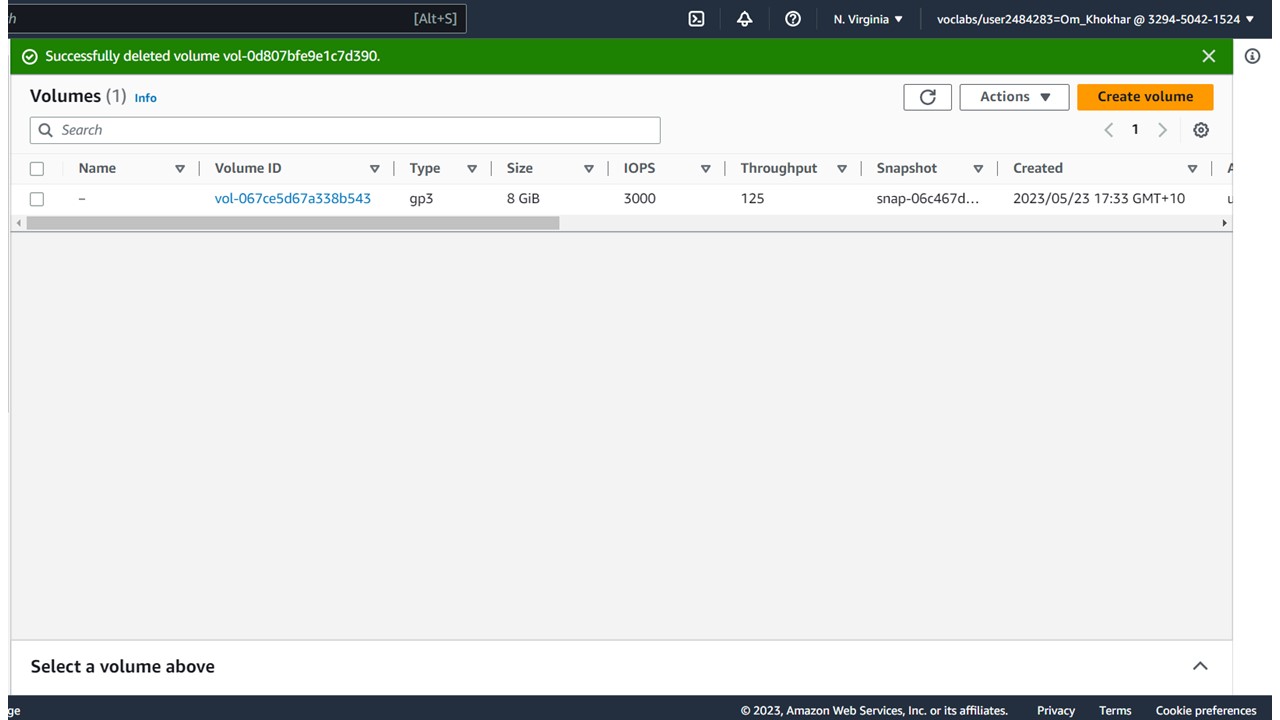 h [Alt+S] N. Virginia ▼ voclabs/user2484283=Om_Khokhar @ 3294-5042-1524 ▼
Successfully deleted volume vol-0d807bfe9e1c7d390.
Volumes (1) Info Actions ▼ Create volume
Search 1
Name Volume ID Type Size IOPS Throughput Snapshot Created
– vol-067ce5d67a338b543 gp3 8 GiB 3000 125 snap-06c467d... 2023/05/23 17:33 GMT+10 u
Select a volume above
ge © 2023, Amazon Web Services, Inc. or its affiliates. Privacy Terms Cookie preferences